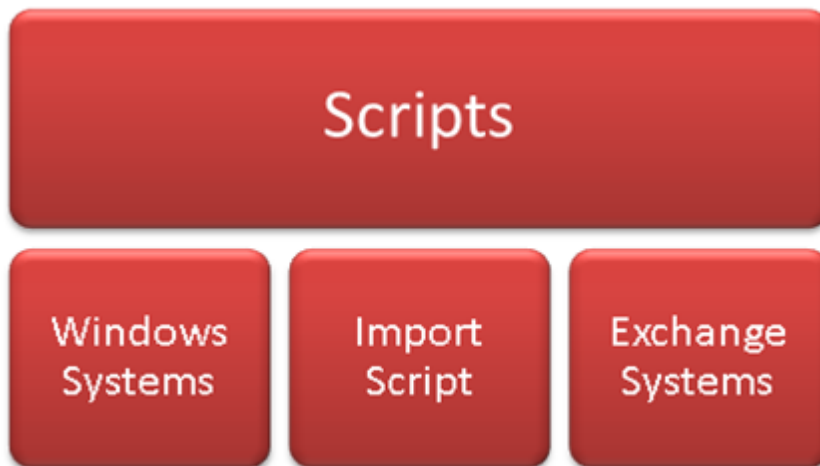 Scripts
Windows
Systems
Import
Script
Exchange
Systems